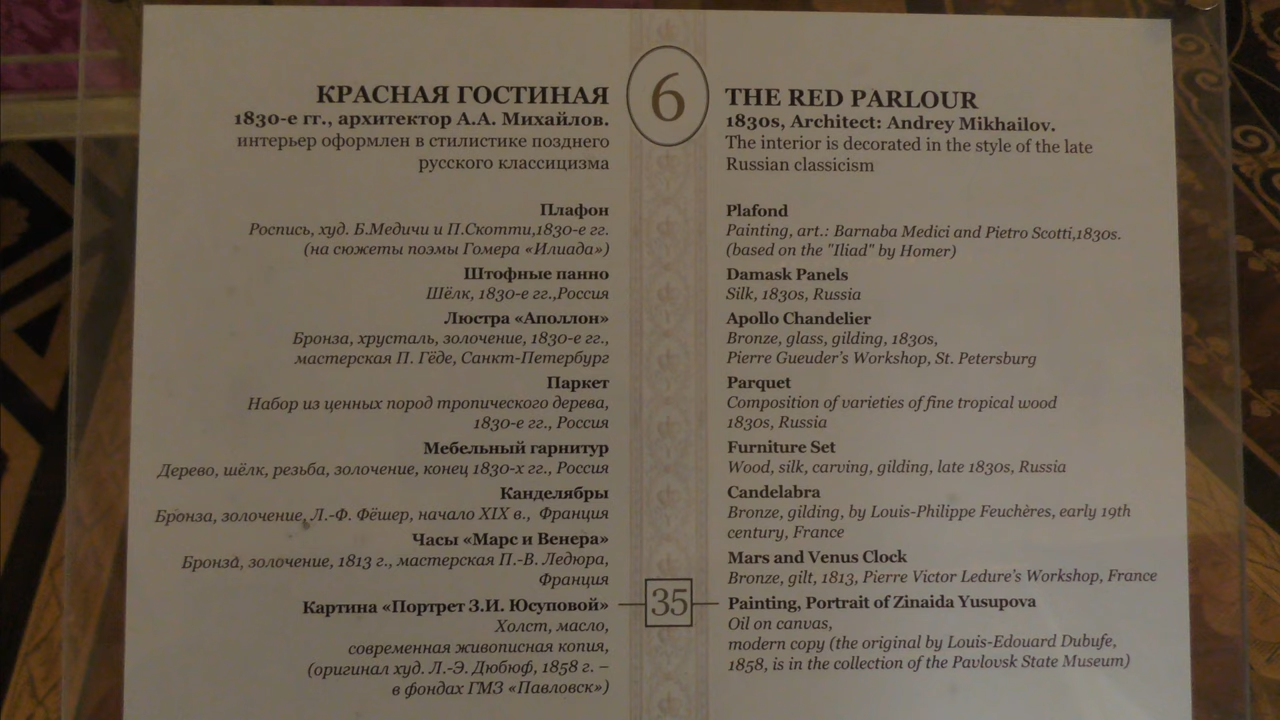 КРАСНАЯ ГОСТИНАЯ
1830-е гг., архитектор А.А. Михайлов.
интерьер оформлен в стилистике позднего
русского классицизма
Плафон
Роспись, худ. Б.Медичи и П.Скотти,1830-е гг.
(на сюжеты поэмы Гомера «Илиада»)
Штофные панно
Шёлк, 1830-е гг.,Россия
Люстра «Аполлон»
Бронза, хрусталь, золочение, 1830-е гг.,
мастерская П. Гёде, Санкт-Петербург
Паркет
Набор из ценных пород тропического дерева,
1830-е гг., Россия
Мебельный гарнитур
Дерево, шёлк, резьба, золочение, конец 1830-х гг., Россия
Канделябры
Бронза, золочение, Л.-Ф. Фёшер, начало XIX в., Франция
Часы «Марс и Венера»
Бронза, золочение, 1813 г., мастерская П.-В. Ледюра,
Франция
Картина «Портрет З.И. Юсуповой»
Холст, масло,
современная живописная копия,
(оригинал худ. Л.-Э. Дюбюф, 1858 г. –
в фондах ГМЗ «Павловск»)
6
35
THE RED PARLOUR
1830s, Architect: Andrey Mikhailov.
The interior is decorated in the style of the late
Russian classicism
Plafond
Painting, art.: Barnaba Medici and Pietro Scotti,1830s.
(based on the "Iliad" by Homer)
Damask Panels
Silk, 1830s, Russia
Apollo Chandelier
Bronze, glass, gilding, 1830s,
Pierre Gueuder's Workshop, St. Petersburg
Parquet
Composition of varieties of fine tropical wood
1830s, Russia
Furniture Set
Wood, silk, carving, gilding, late 1830s, Russia
Candelabra
Bronze, gilding, by Louis-Philippe Feuchères, early 19th
century, France
Mars and Venus Clock
Bronze, gilt, 1813, Pierre Victor Ledure's Workshop, France
Painting, Portrait of Zinaida Yusupova
Oil on canvas,
modern copy (the original by Louis-Edouard Dubufe,
1858, is in the collection of the Pavlovsk State Museum)